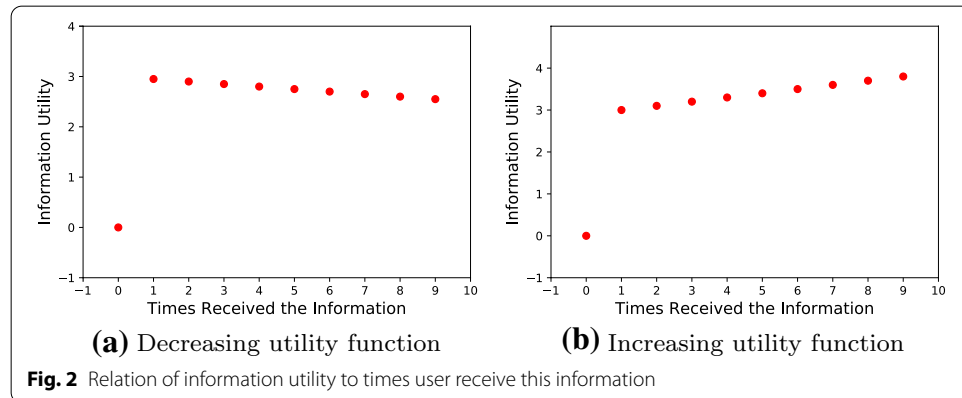 4
3
2
1
0
−1
Information Utility
−1 0 1 2 3 4 5 6 7 8 9 10
Times Received the Information
(a) Decreasing utility function
4
3
2
1
0
−1
Information Utility
−1 0 1 2 3 4 5 6 7 8 9 10
Times Received the Information
(b) Increasing utility function
Fig. 2 Relation of information utility to times user receive this information